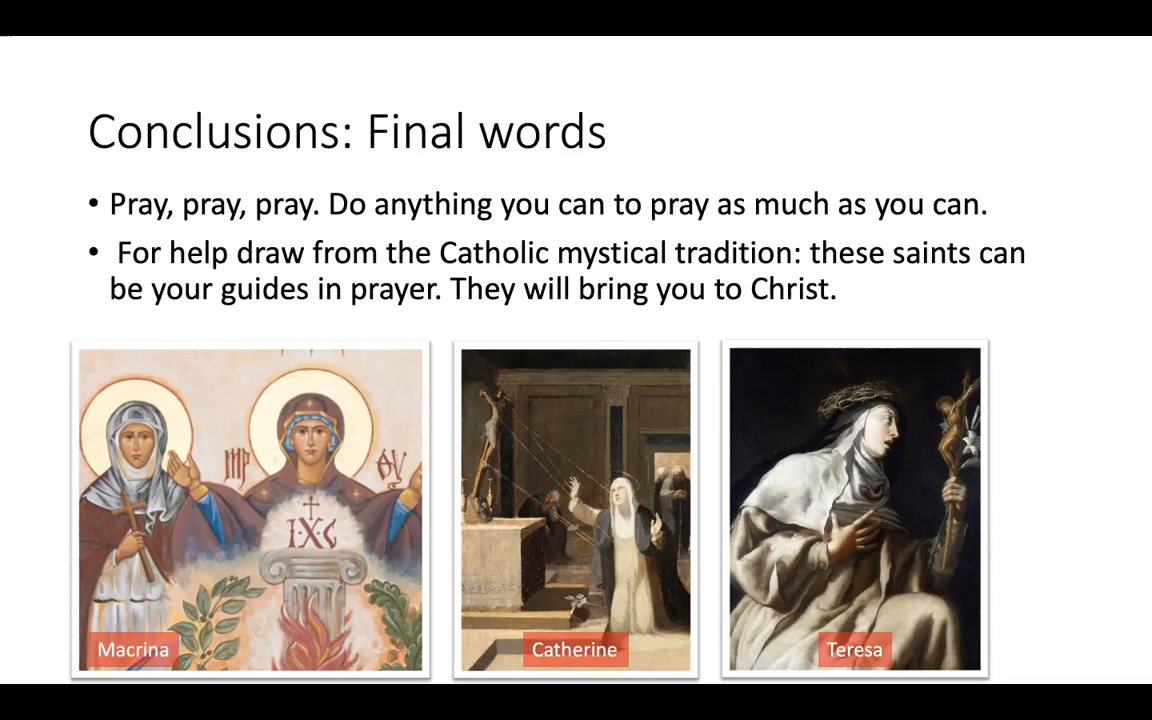 Conclusions: Final words
• Pray, pray, pray. Do anything you can to pray as much as you can.
• For help draw from the Catholic mystical tradition: these saints can
be your guides in prayer. They will bring you to Christ.
ΜΡ ΘΥ
I·X·C
Macrina
Catherine
Teresa